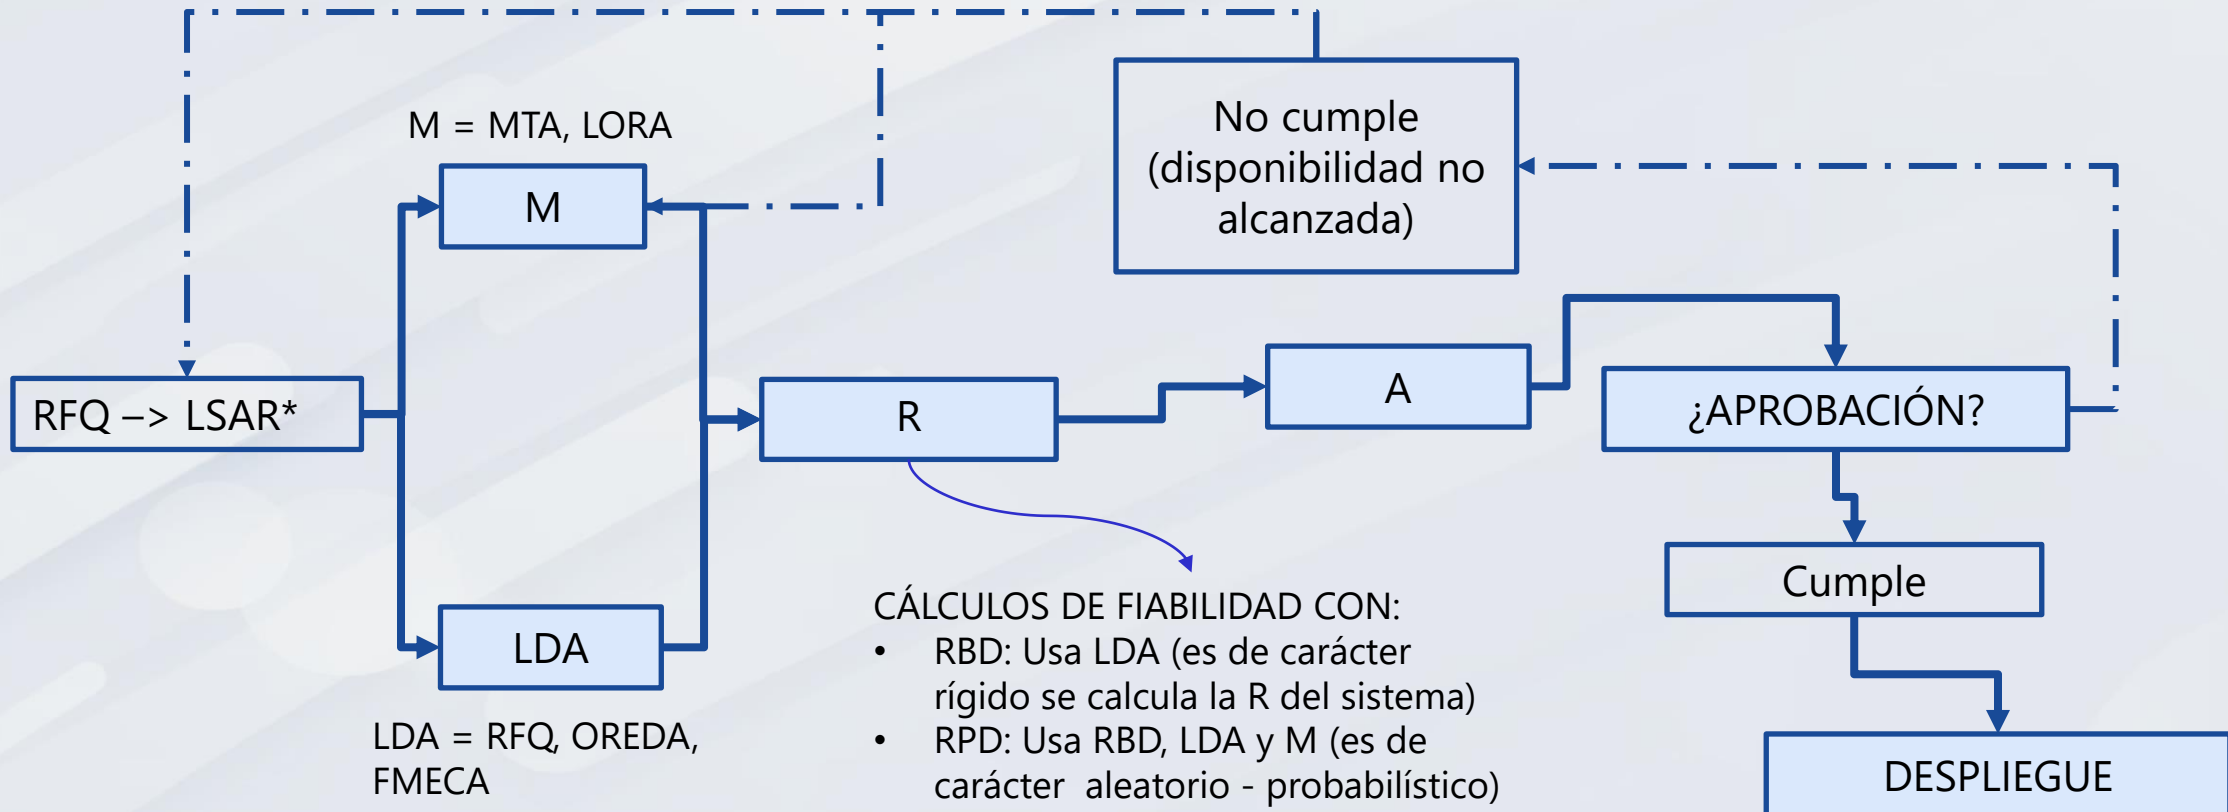 M = MTA, LORA
M
No cumple
(disponibilidad no
alcanzada)
RFQ –> LSAR*
R
A
¿APROBACIÓN?
Cumple
LDA
LDA = RFQ, OREDA,
FMECA
CÁLCULOS DE FIABILIDAD CON:
• RBD: Usa LDA (es de carácter
rígido se calcula la R del sistema)
• RPD: Usa RBD, LDA y M (es de
carácter aleatorio - probabilístico)
DESPLIEGUE